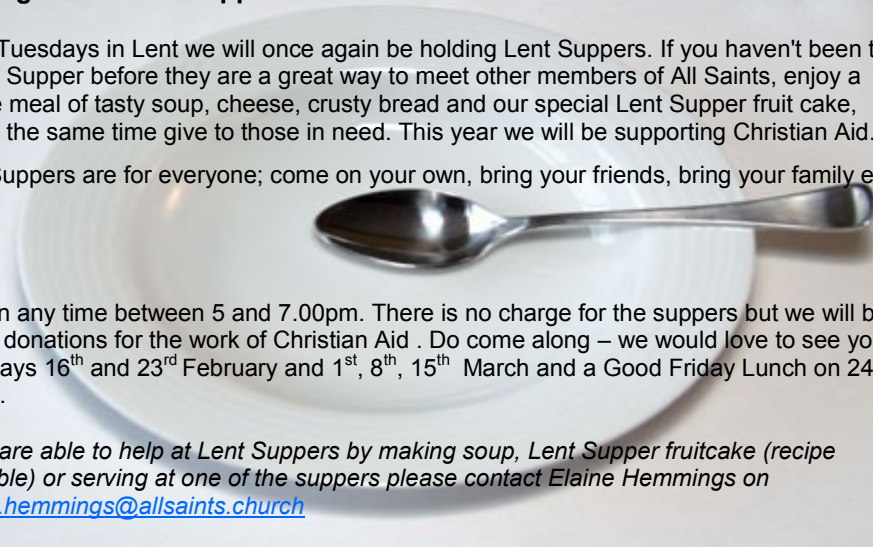 Tuesdays in Lent we will once again be holding Lent Suppers. If you haven't been t
Supper before they are a great way to meet other members of All Saints, enjoy a
e meal of tasty soup, cheese, crusty bread and our special Lent Supper fruit cake,
the same time give to those in need. This year we will be supporting Christian Aid.
Suppers are for everyone; come on your own, bring your friends, bring your family e
n any time between 5 and 7.00pm. There is no charge for the suppers but we will b
donations for the work of Christian Aid . Do come along – we would love to see yo
ays 16th and 23rd February and 1st, 8th, 15th March and a Good Friday Lunch on 24
.
are able to help at Lent Suppers by making soup, Lent Supper fruitcake (recipe
ble) or serving at one of the suppers please contact Elaine Hemmings on
.hemmings@allsaints.church